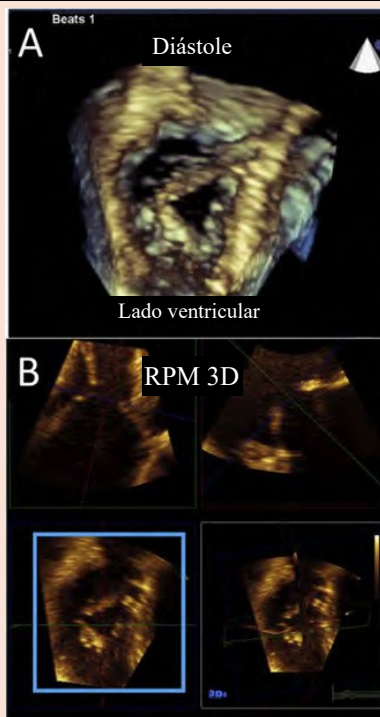 Beats 1
A
Diástole
Lado ventricular
B
RPM 3D
3D